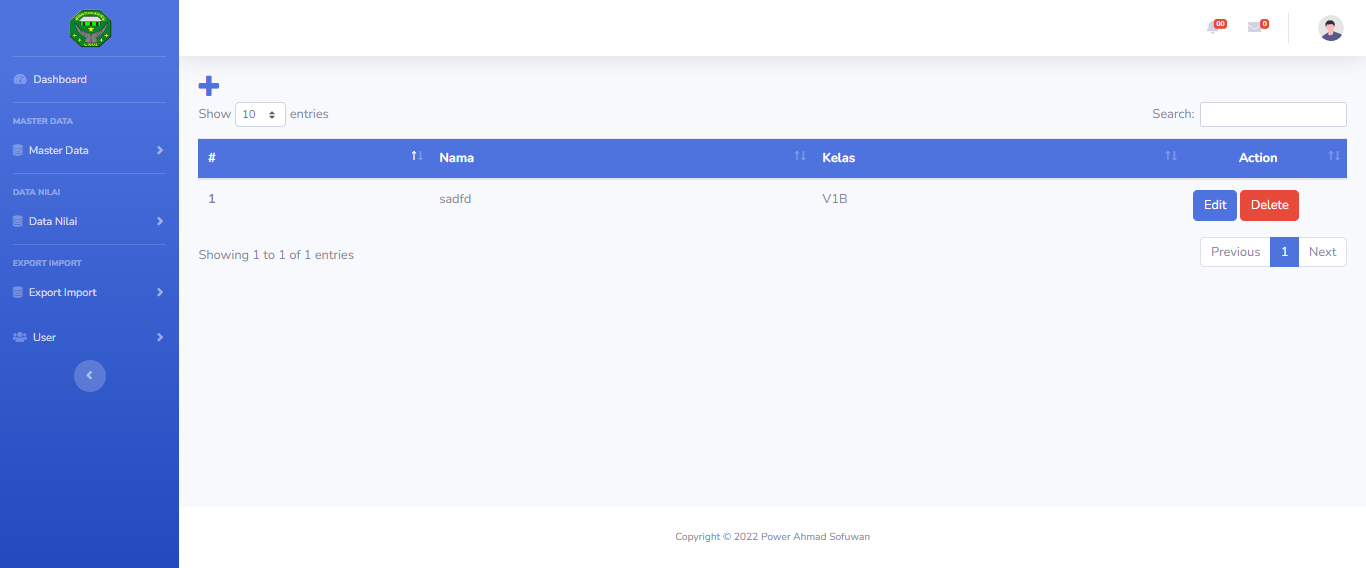 Dashboard
MASTER DATA
Master Data
DATA NILAI
Data Nilai
EXPORT IMPORT
Export Import
User
00
0
Show 10 entries
Search:
# Nama Kelas Action
1 sadfd V1B Edit Delete
Showing 1 to 1 of 1 entries
Previous 1 Next
Copyright © 2022 Power Ahmad Sofuwan